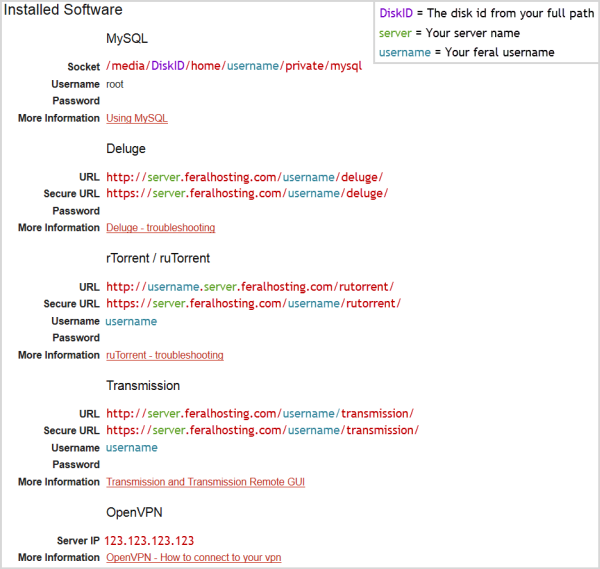 Installed Software
DiskID = The disk id from your full path
server = Your server name
username = Your feral username
MySQL
Socket /media/DiskID/home/username/private/mysql
Username root
Password
More Information Using MySQL
Deluge
URL http://server.feralhosting.com/username/deluge/
Secure URL https://server.feralhosting.com/username/deluge/
Password
More Information Deluge - troubleshooting
rTorrent / ruTorrent
URL http://username.server.feralhosting.com/rutorrent/
Secure URL https://server.feralhosting.com/username/rutorrent/
Username username
Password
More Information ruTorrent - troubleshooting
Transmission
URL http://server.feralhosting.com/username/transmission/
Secure URL https://server.feralhosting.com/username/transmission/
Username username
Password
More Information Transmission and Transmission Remote GUI
OpenVPN
Server IP 123.123.123.123
More Information OpenVPN - How to connect to your vpn